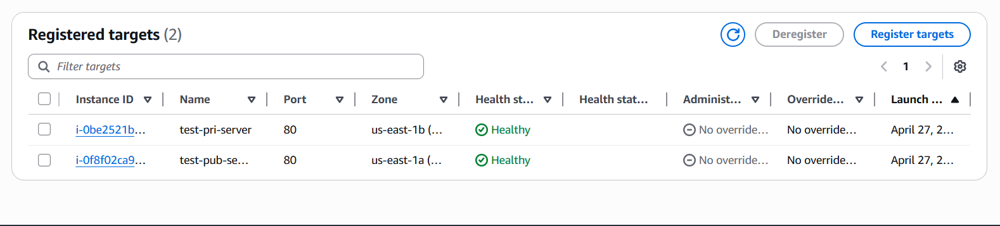 Registered targets (2)
Deregister
Register targets
Filter targets
1
Instance ID Name Port Zone Health st... Health stat... Administ... Override... Launch ...
i-0be2521b... test-pri-server 80 us-east-1b (... Healthy No override... No override... April 27, 2...
i-0f8f02ca9... test-pub-se... 80 us-east-1a (... Healthy No override... No override... April 27, 2...